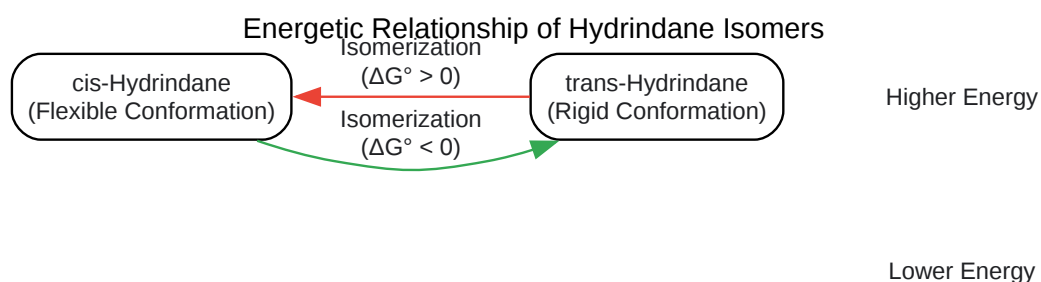 Energetic Relationship of Hydrindane Isomers
Isomerization
(ΔG° > 0)
cis-Hydrindane
(Flexible Conformation)
trans-Hydrindane
(Rigid Conformation)
Higher Energy
Isomerization
(ΔG° < 0)
Lower Energy